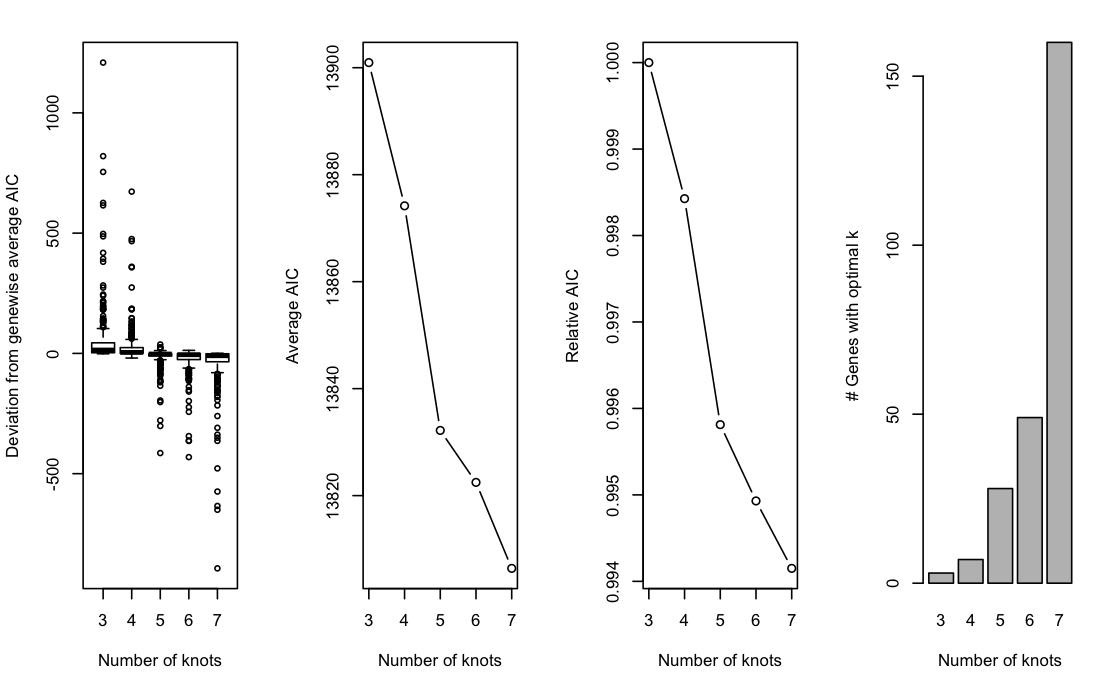 Deviation from genewise average AIC
1000
500
0
-500
3 4 5 6 7
Number of knots
Average AIC
13900
13880
13860
13840
13820
3 4 5 6 7
Number of knots
Relative AIC
1.000
0.999
0.998
0.997
0.996
0.995
0.994
3 4 5 6 7
Number of knots
# Genes with optimal k
150
100
50
0
3 4 5 6 7
Number of knots